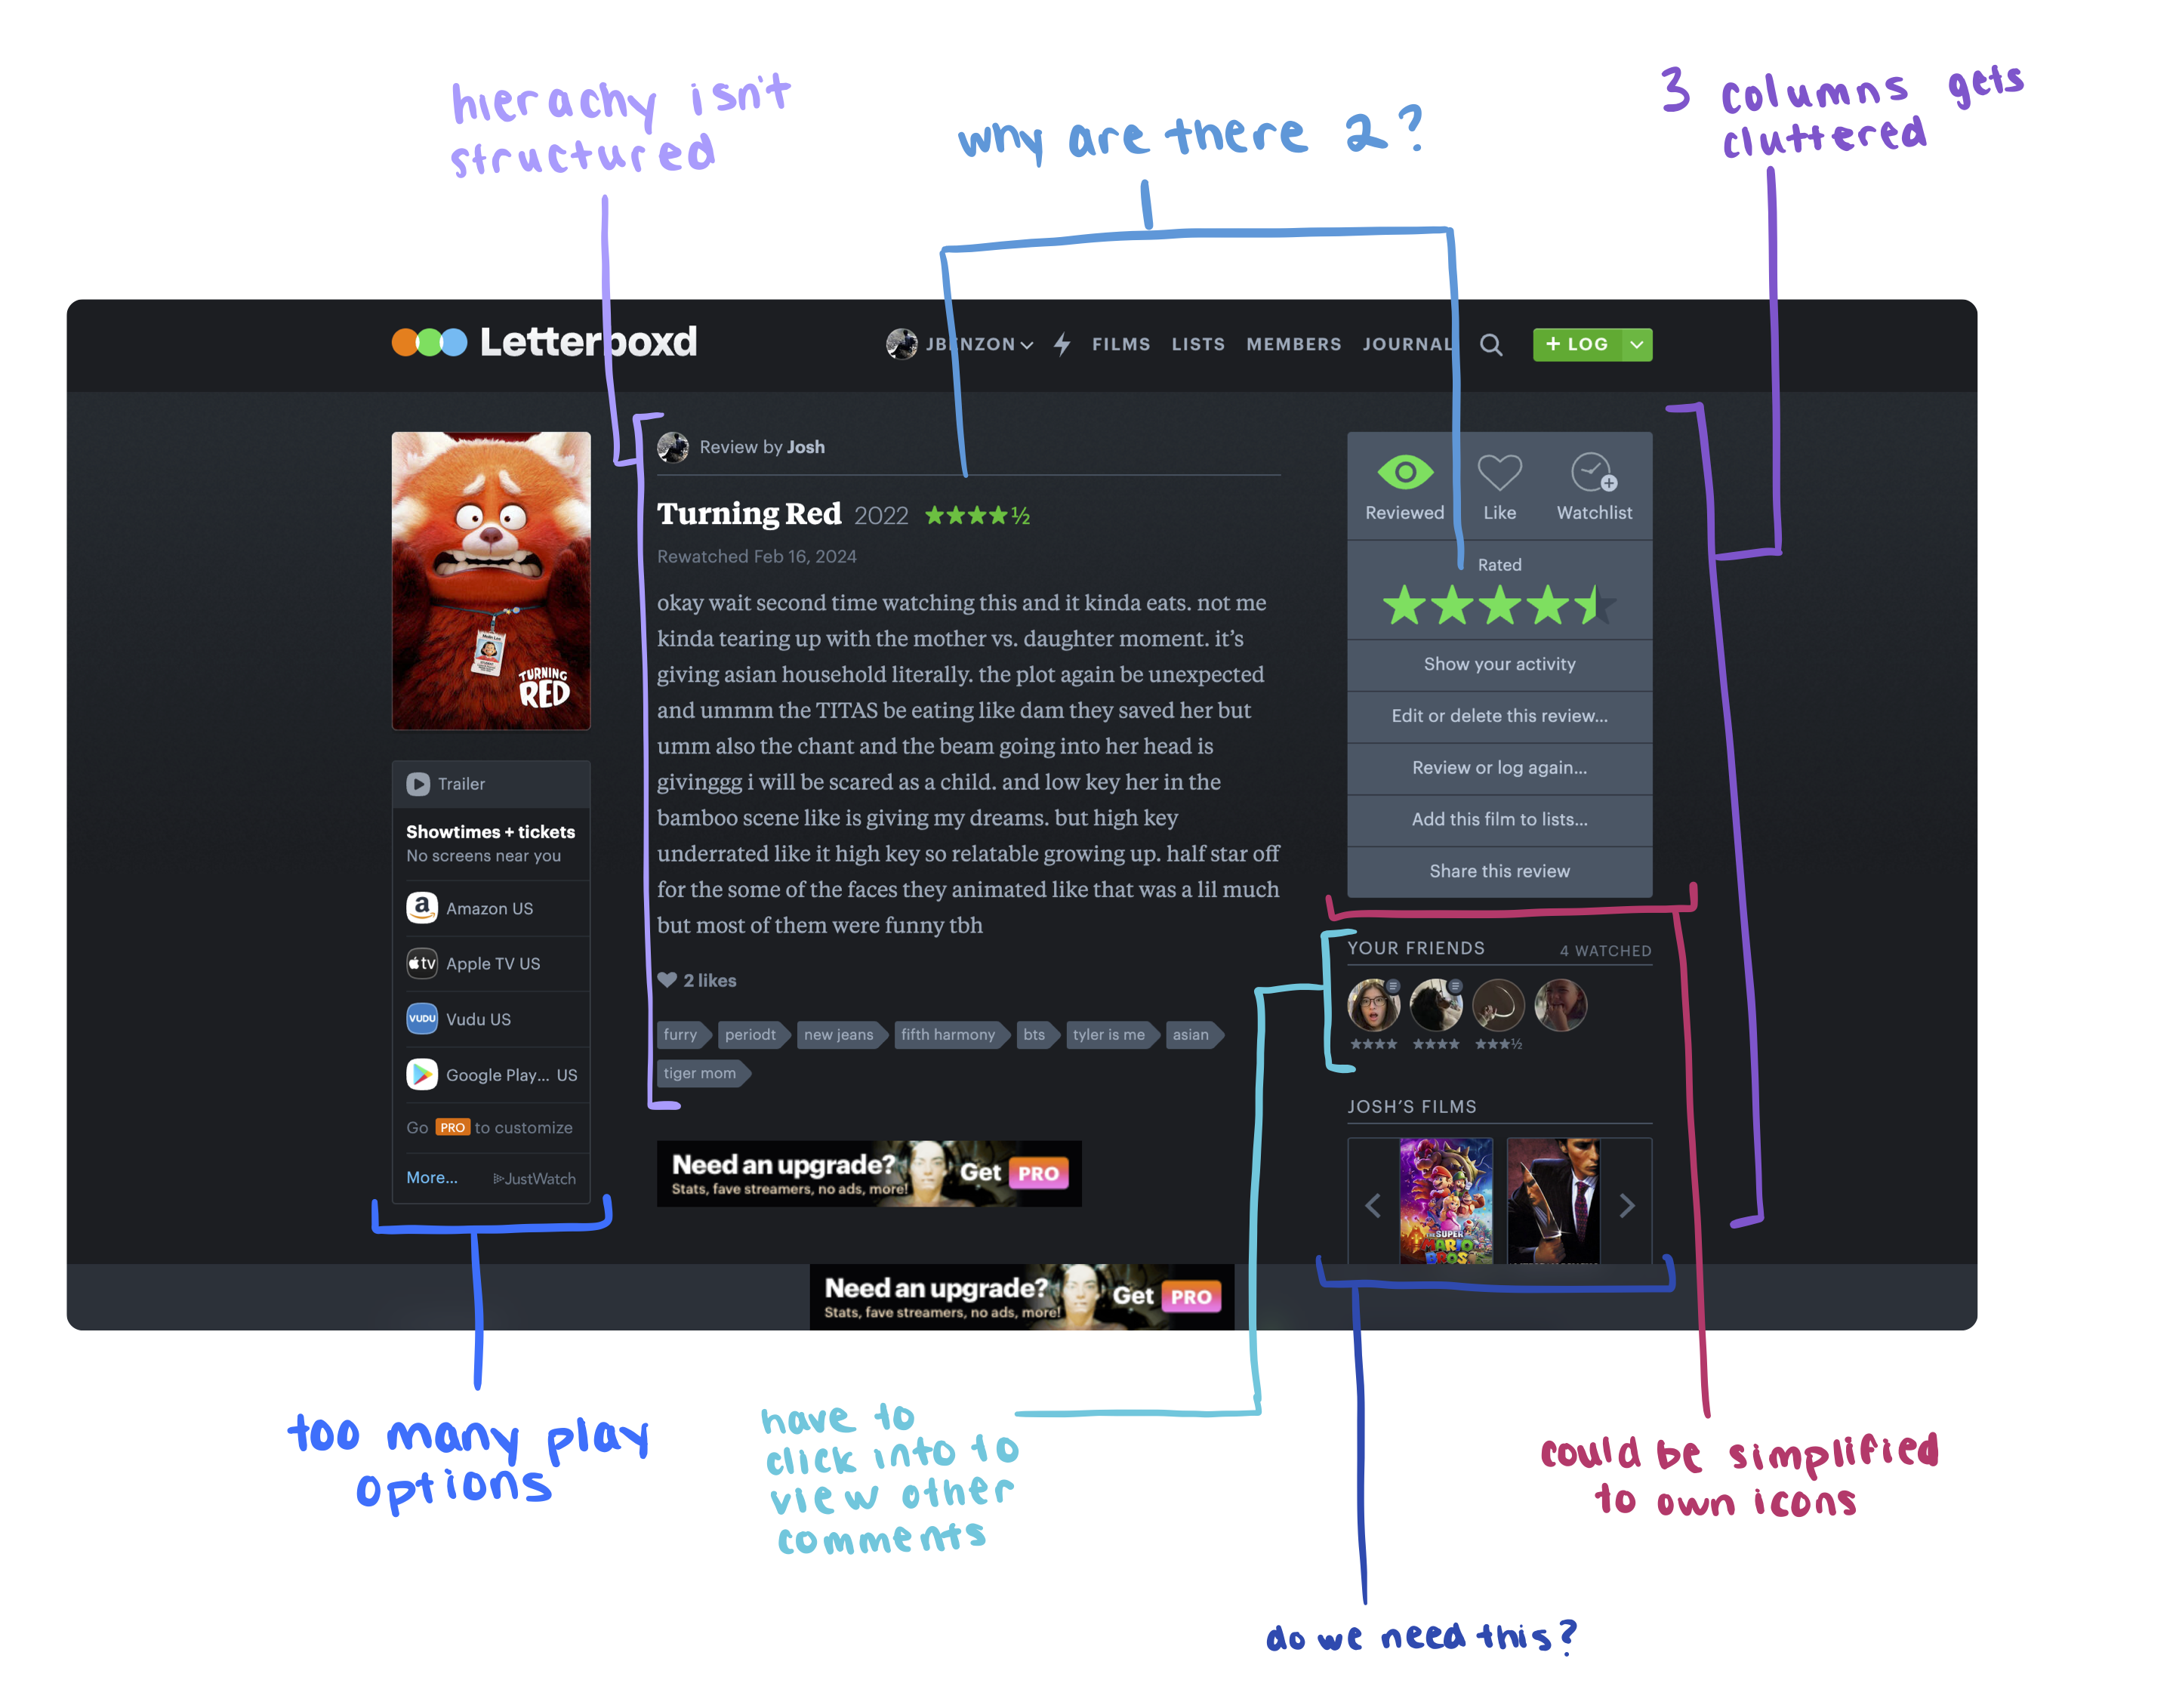 hierachy isn't
structured
why are there 2?
3 columns gets
cluttered
Letterboxd
JBENZON FILMS LISTS MEMBERS JOURNAL + LOG
Review by Josh
Turning Red 2022 ★★★★½
Rewatched Feb 16, 2024
okay wait second time watching this and it kinda eats. not me
kinda tearing up with the mother vs. daughter moment. it's
giving asian household literally. the plot again be unexpected
and ummm the TITAS be eating like dam they saved her but
umm also the chant and the beam going into her head is
givinggg i will be scared as a child. and low key her in the
bamboo scene like is giving my dreams. but high key
underrated like it high key so relatable growing up. half star off
for the some of the faces they animated like that was a lil much
but most of them were funny tbh
2 likes
furry periodt new jeans fifth harmony bts tyler is me asian
tiger mom
Need an upgrade? Get PRO
Stats, fave streamers, no ads, more!
TURNING
RED
Trailer
Showtimes + tickets
No screens near you
a Amazon US
tv Apple TV US
VUDU Vudu US
Google Play... US
Go PRO to customize
More... JustWatch
Reviewed Like Watchlist
Rated
Show your activity
Edit or delete this review...
Review or log again...
Add this film to lists...
Share this review
YOUR FRIENDS 4 WATCHED
★★★★ ★★★★ ★★★½
JOSH'S FILMS
SUPER
MARIO
BROS
Need an upgrade? Get PRO
Stats, fave streamers, no ads, more!
too many play
options
have to
click into to
view other
comments
could be simplified
to own icons
do we need this?